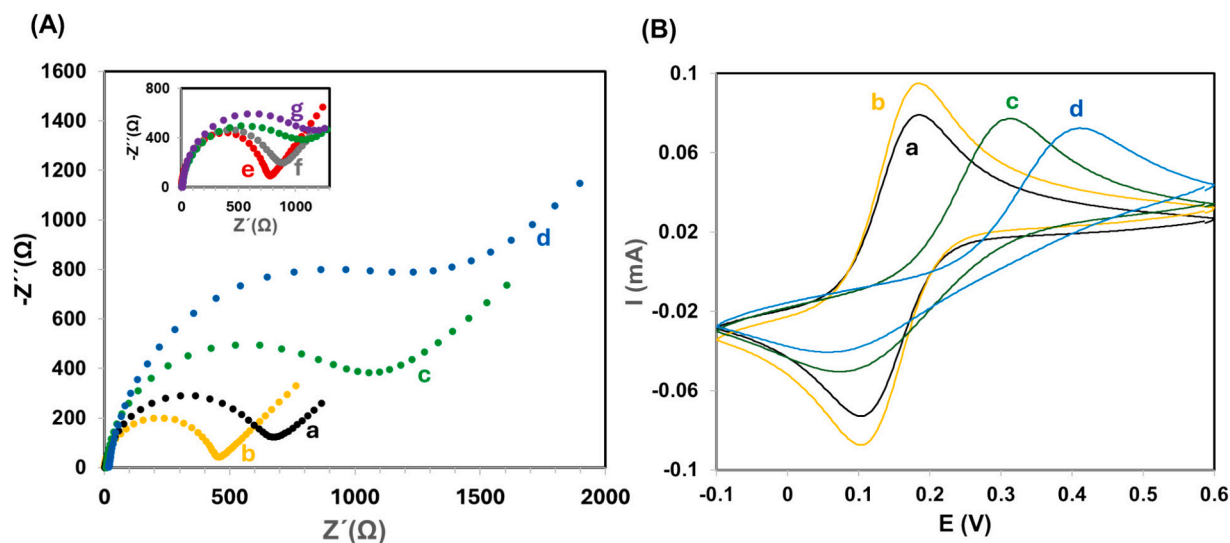 (A)
1600
1400
1200
1000
800
600
400
200
0
0
500
1000
1500
2000
-Z´´(Ω)
Z´(Ω)
a
b
c
d
800
400
0
0
500
1000
-Z´´(Ω)
Z´(Ω)
e
f
g
(B)
0.1
0.06
0.02
-0.02
-0.06
-0.1
-0.1
0
0.1
0.2
0.3
0.4
0.5
0.6
I (mA)
E (V)
a
b
c
d